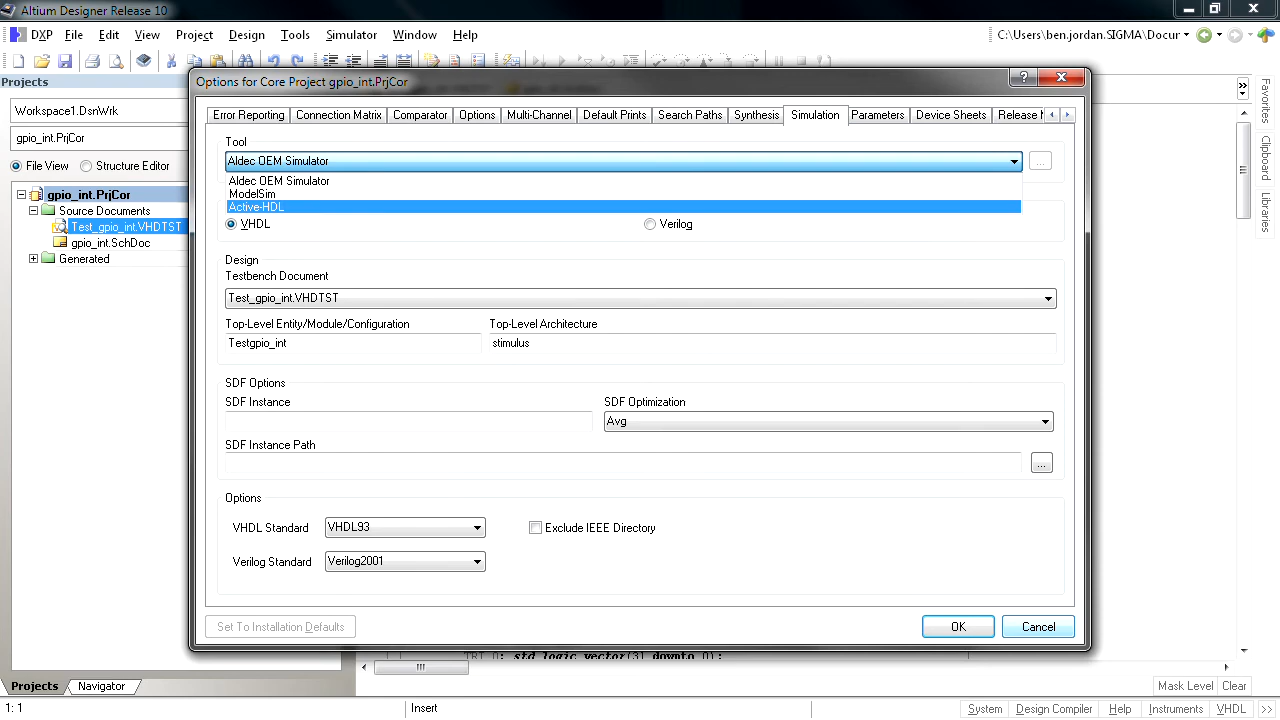 Altium Designer Release 10
DXP File Edit View Project Design Tools Simulator Window Help
C:\Users\ben.jordan.SIGMA\Docur
Projects
Workspace1.DsnWrk
gpio_int.PrjCor
File View Structure Editor
gpio_int.PrjCor
Source Documents
Test_gpio_int.VHDTST
gpio_int.SchDoc
Generated
Options for Core Project gpio_int.PrjCor
Error Reporting Connection Matrix Comparator Options Multi-Channel Default Prints Search Paths Synthesis Simulation Parameters Device Sheets Release
Tool
Aldec OEM Simulator
...
Aldec OEM Simulator
ModelSim
Active-HDL
VHDL Verilog
Design
Testbench Document
Test_gpio_int.VHDTST
Top-Level Entity/Module/Configuration Top-Level Architecture
Testgpio_int stimulus
SDF Options
SDF Instance SDF Optimization
Avg
SDF Instance Path
...
Options
VHDL Standard VHDL93 Exclude IEEE Directory
Verilog Standard Verilog2001
Set To Installation Defaults OK Cancel
Favorites
Clipboard
Libraries
std_logic_vector(31 downto 0);
Projects Navigator
Mask Level Clear
1: 1 Insert System Design Compiler Help Instruments VHDL >>